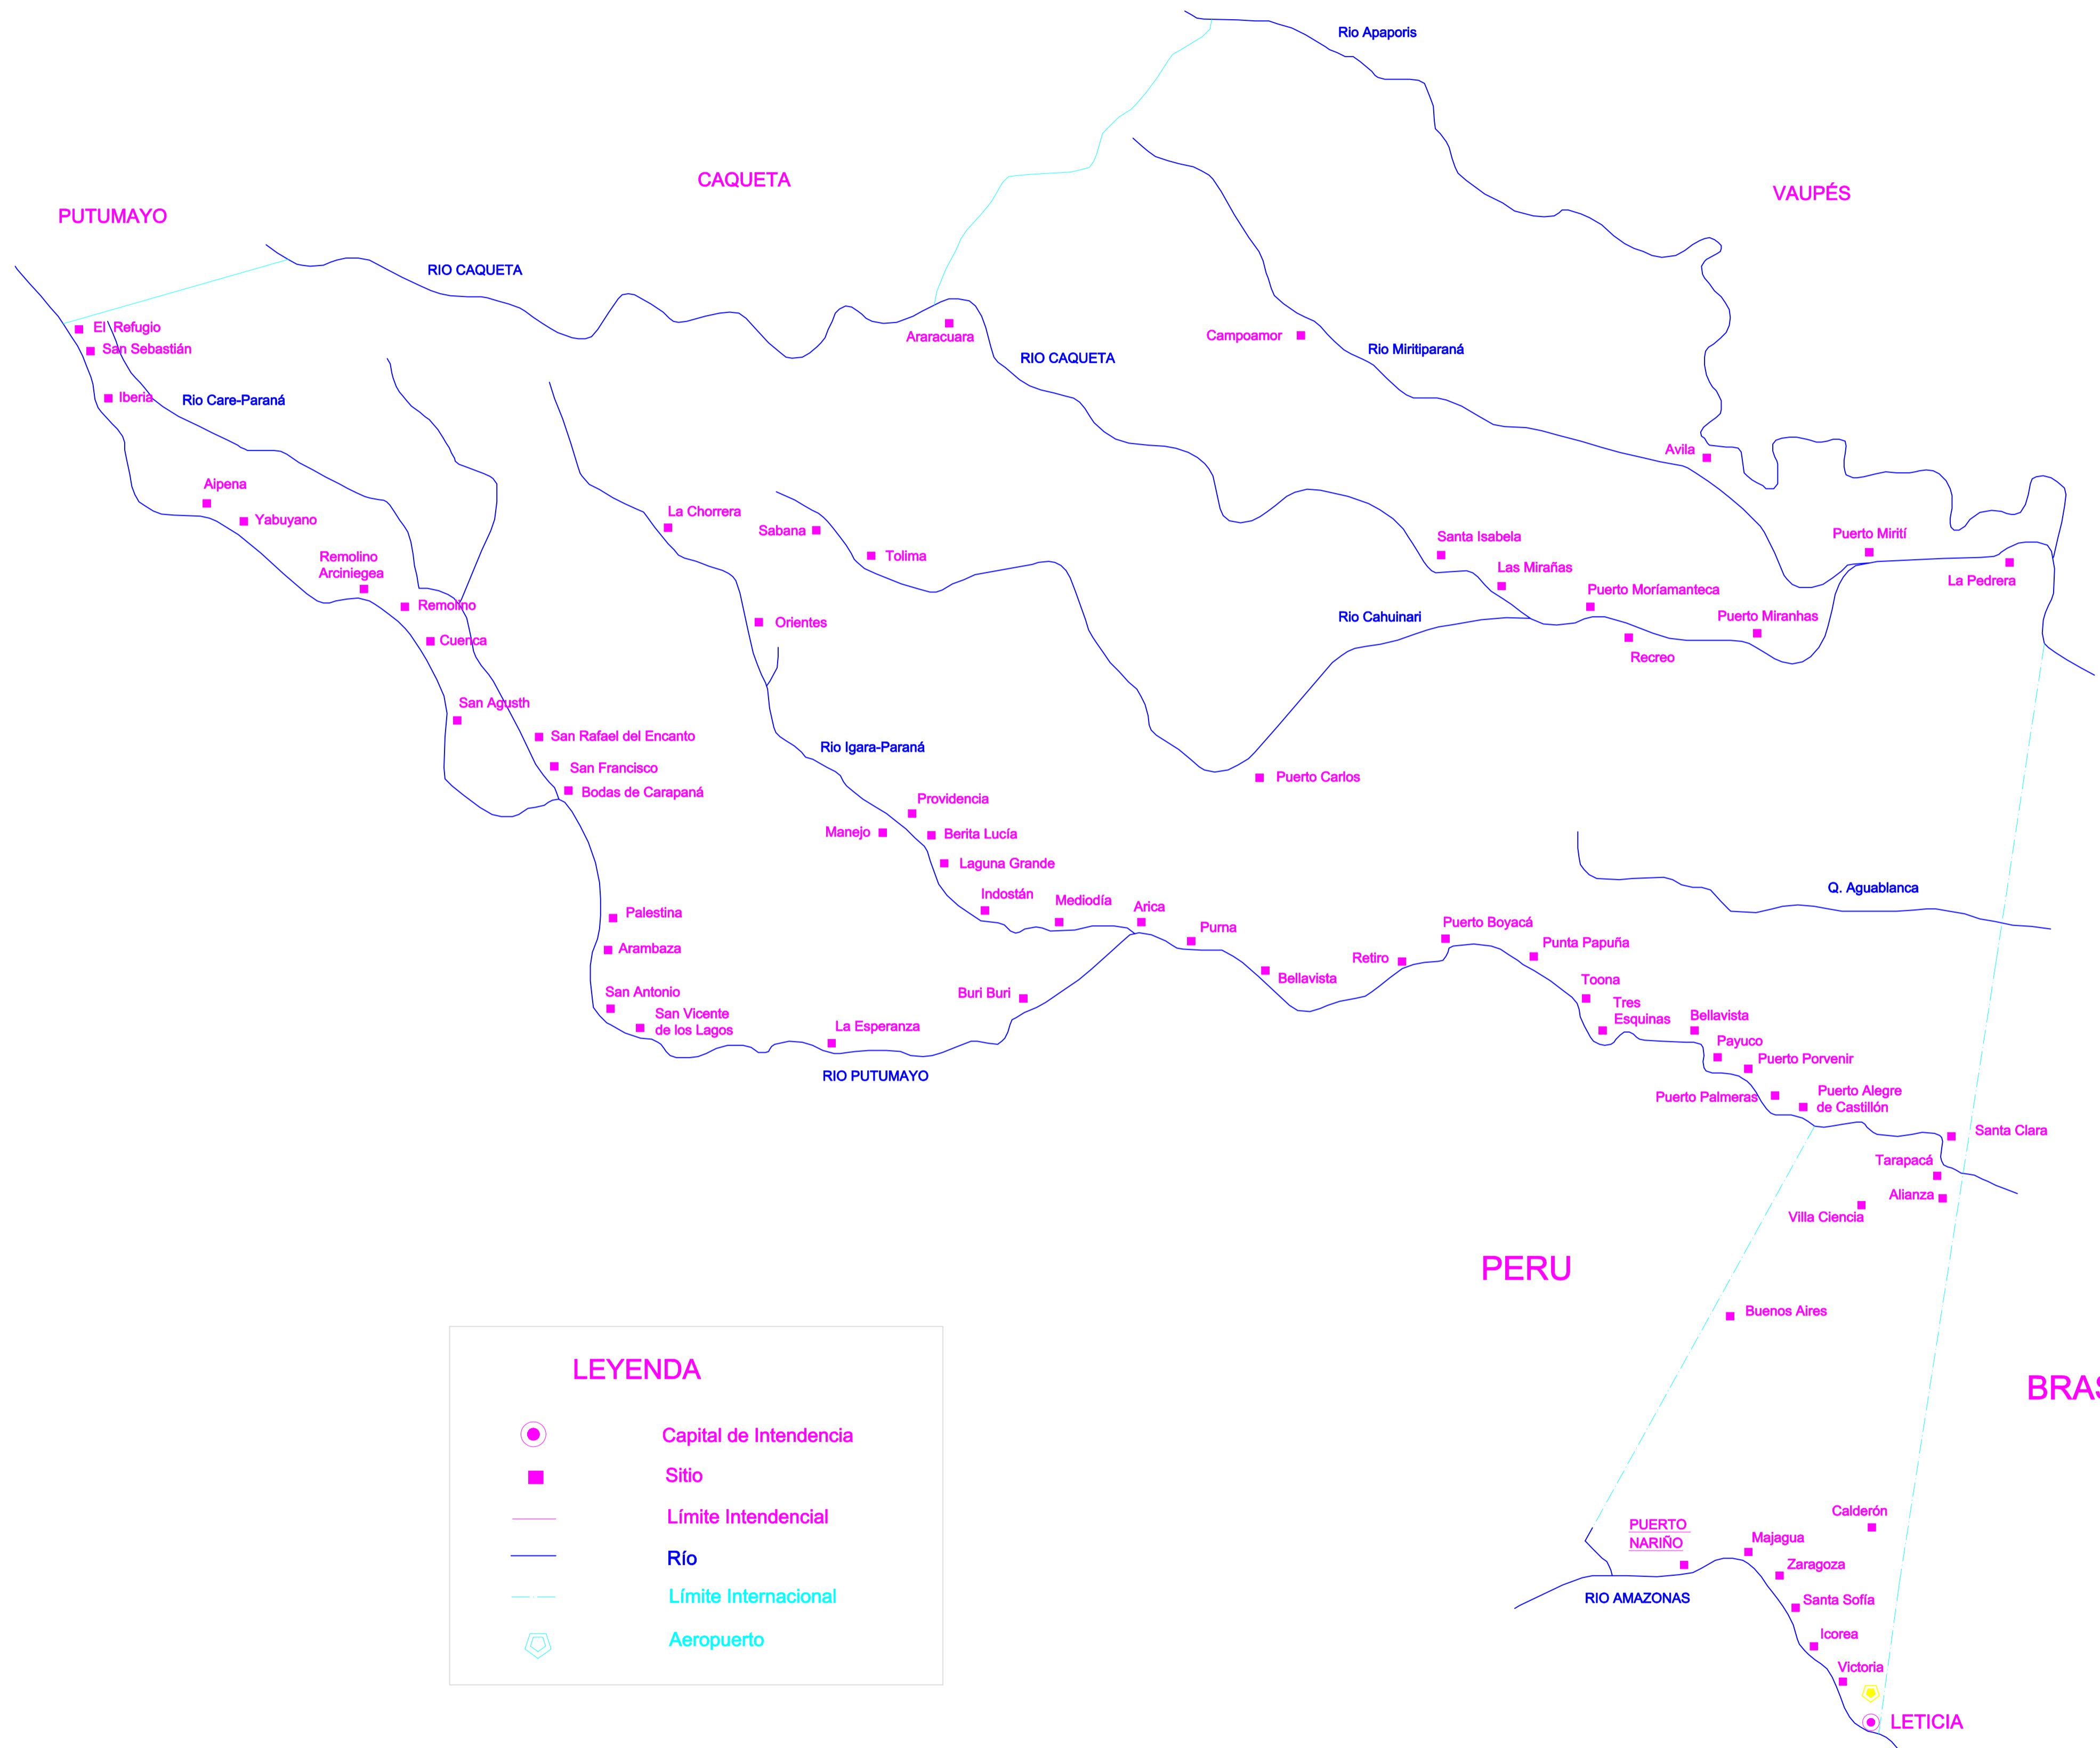 Rio Apaporis
CAQUETA
VAUPÉS
PUTUMAYO
RIO CAQUETA
El Refugio
San Sebastián
Araracuara
Campoamor
RIO CAQUETA
Rio Miritiparaná
Iberia
Rio Care-Paraná
Avila
Aipena
Yabuyano
La Chorrera
Sabana
Tolima
Santa Isabela
Puerto Mirití
Remolino
Arciniegea
Las Mirañas
La Pedrera
Puerto Moríamanteca
Remolino
Orientes
Rio Cahuinari
Puerto Miranhas
Cuenca
Recreo
San Agusth
San Rafael del Encanto
Rio Igara-Paraná
San Francisco
Puerto Carlos
Bodas de Carapaná
Providencia
Manejo
Berita Lucía
Laguna Grande
Q. Aguablanca
Indostán
Mediodía
Arica
Palestina
Purna
Puerto Boyacá
Arambaza
Punta Papuña
Retiro
Bellavista
Toona
San Antonio
Buri Buri
Tres
Esquinas
San Vicente
de los Lagos
La Esperanza
Bellavista
Payuco
Puerto Porvenir
RIO PUTUMAYO
Puerto Palmeras
Puerto Alegre
de Castillón
Santa Clara
Tarapacá
Alianza
Villa Ciencia
PERU
Buenos Aires
BRAS
LEYENDA
Capital de Intendencia
Sitio
Límite Intendencial
Río
Límite Internacional
Aeropuerto
Calderón
PUERTO
NARIÑO
Majagua
Zaragoza
RIO AMAZONAS
Santa Sofía
Icorea
Victoria
LETICIA